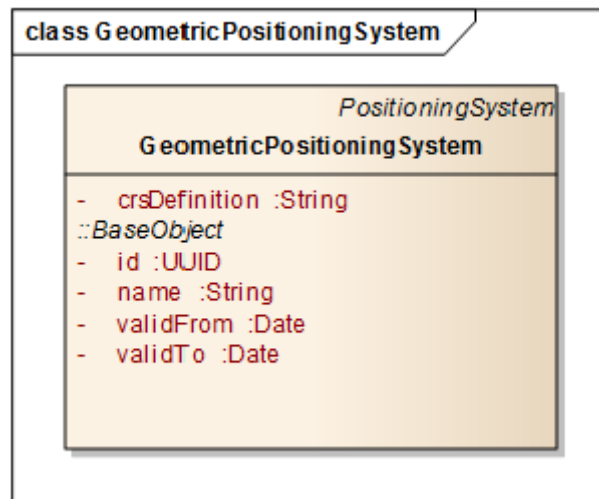 class GeometricPositioningSystem
PositioningSystem
GeometricPositioningSystem
- crsDefinition :String
::BaseObject
- id :UUID
- name :String
- validFrom :Date
- validTo :Date